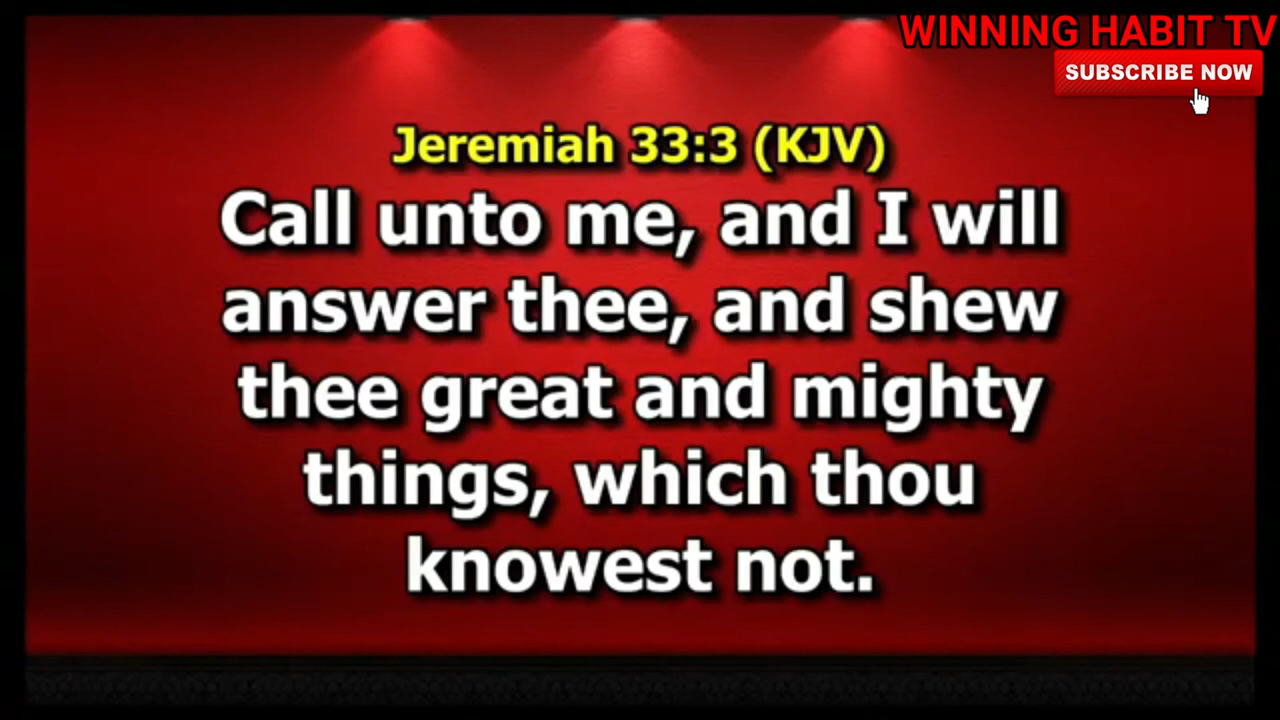 WINNING HABIT TV
SUBSCRIBE NOW
Jeremiah 33:3 (KJV)
Call unto me, and I will
answer thee, and shew
thee great and mighty
things, which thou
knowest not.